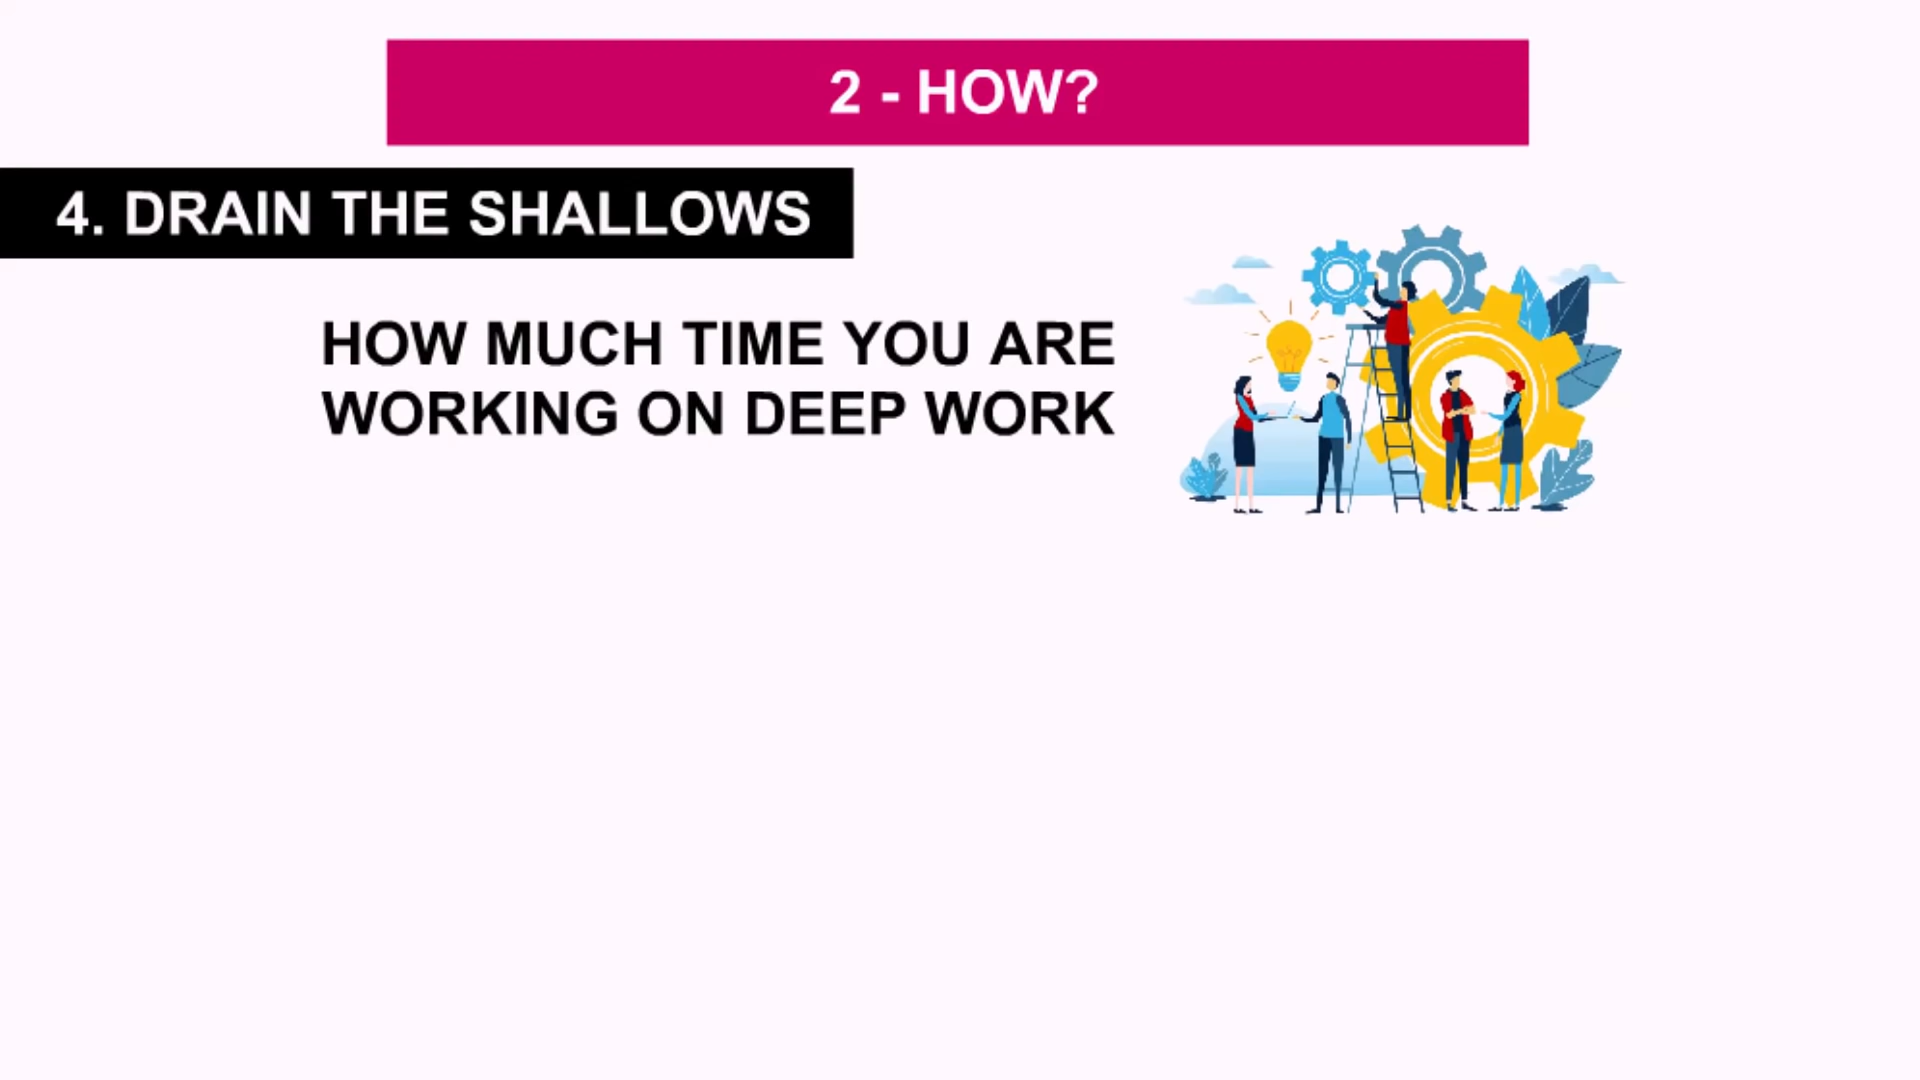 2 - HOW?
4. DRAIN THE SHALLOWS
HOW MUCH TIME YOU ARE
WORKING ON DEEP WORK